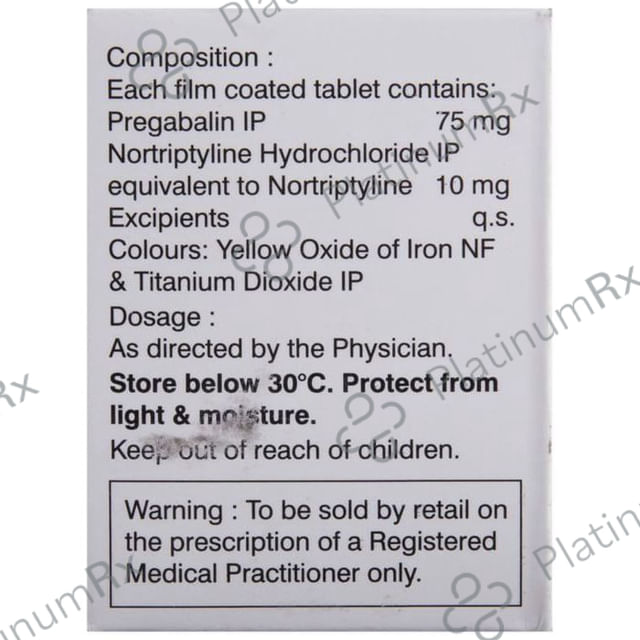 Composition :
Each film coated tablet contains:
Pregabalin IP 75 mg
Nortriptyline Hydrochloride IP
equivalent to Nortriptyline 10 mg
Excipients q.s.
Colours: Yellow Oxide of Iron NF
& Titanium Dioxide IP
Dosage :
As directed by the Physician.
Store below 30°C. Protect from
light & moisture.
Keep out of reach of children.
Warning : To be sold by retail on
the prescription of a Registered
Medical Practitioner only.
PlatinumRx
PlatinumRx